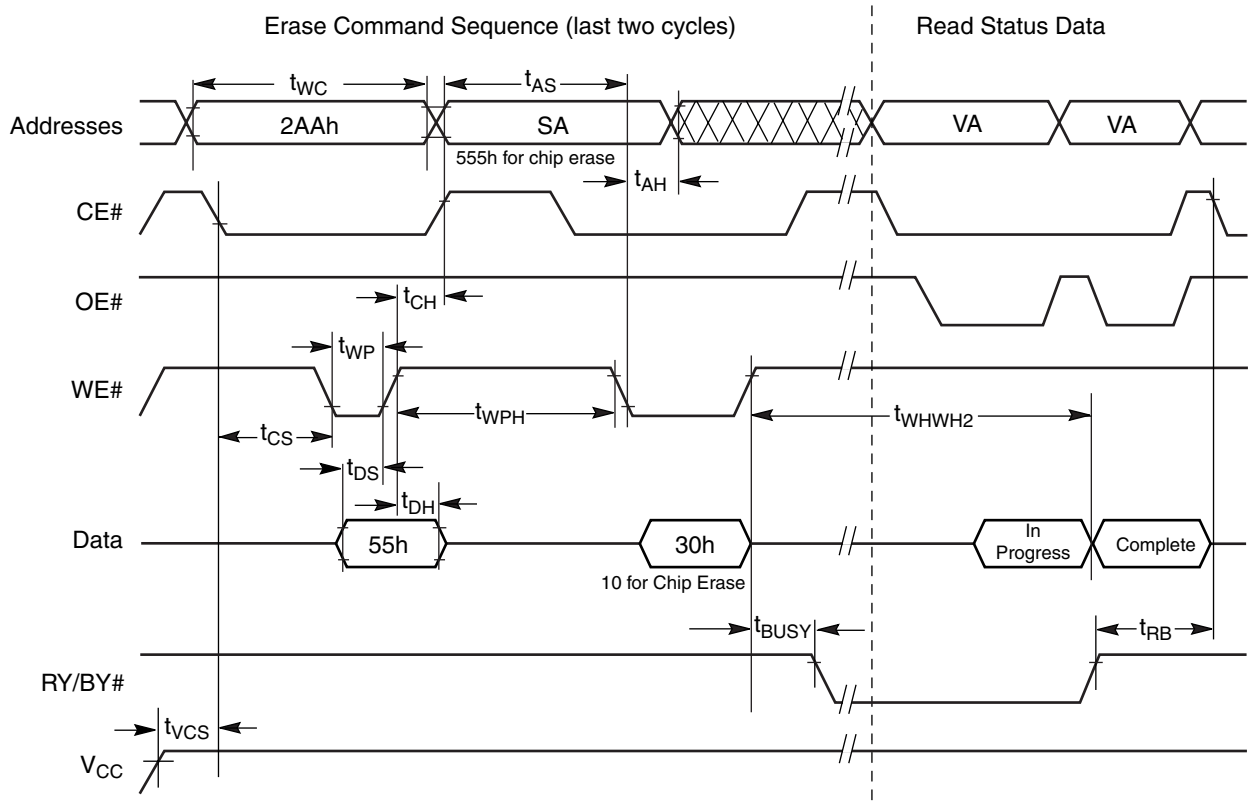 Erase Command Sequence (last two cycles)
Read Status Data
tWC
tAS
Addresses
2AAh
SA
VA
VA
555h for chip erase
tAH
CE#
OE#
tCH
tWP
WE#
tWPH
tWHWH2
tCS
tDS
tDH
Data
55h
30h
In
Progress
Complete
10 for Chip Erase
tBUSY
tRB
RY/BY#
tVCS
VCC